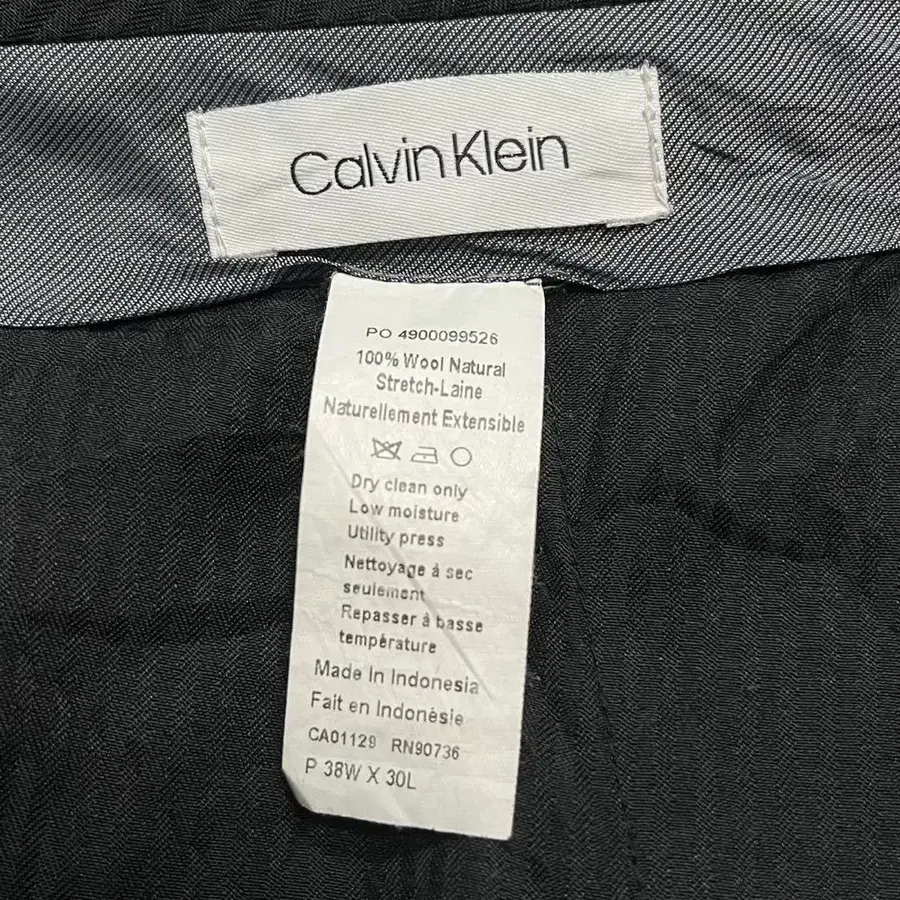 Calvin Klein
PO 4900099526
100% Wool Natural
Stretch-Laine
Naturellement Extensible
Dry clean only
Low moisture
Utility press
Nettoyage à sec
seulement
Repasser à basse
température
Made In Indonesia
Fait en Indonésie
CA01129 RN90736
P 38W X 30L